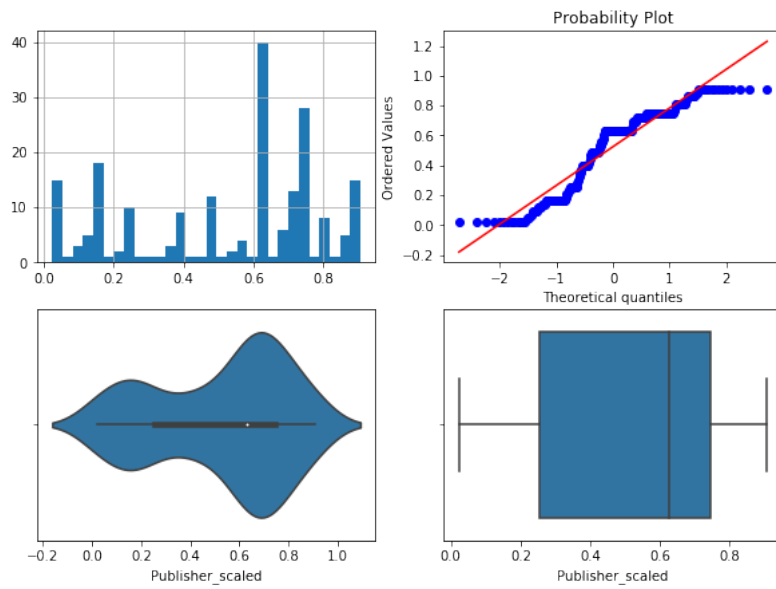 Probability Plot
40
30
20
10
0
0.0 0.2 0.4 0.6 0.8
Ordered Values
1.2
1.0
0.8
0.6
0.4
0.2
0.0
−0.2
−2 −1 0 1 2
Theoretical quantiles
−0.2 0.0 0.2 0.4 0.6 0.8 1.0
Publisher_scaled
0.0 0.2 0.4 0.6 0.8
Publisher_scaled